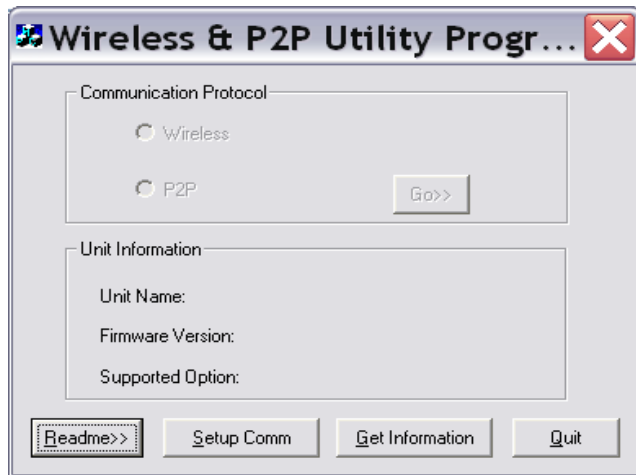 Wireless & P2P Utility Progr...
Communication Protocol
Wireless
P2P
Go>>
Unit Information
Unit Name:
Firmware Version:
Supported Option:
Readme>> Setup Comm Get Information Quit